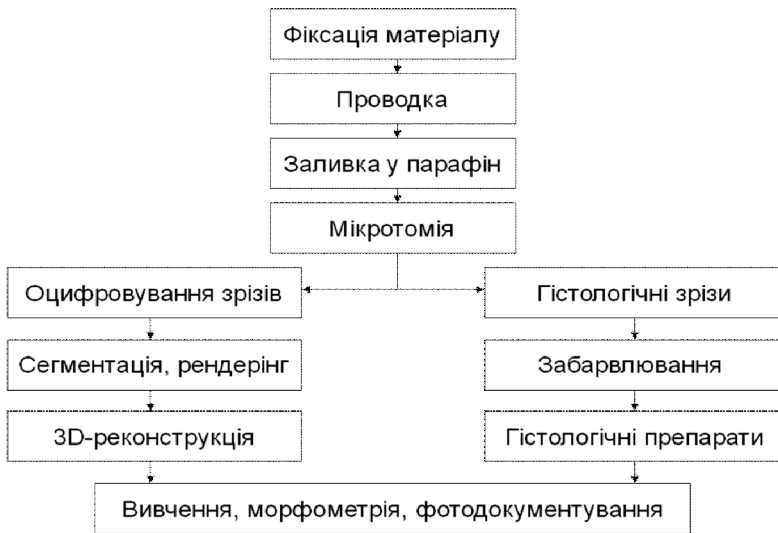 Фіксація матеріалу
Проводка
Заливка у парафін
Мікротомія
Оцифровування зрізів
Гістологічні зрізи
Сегментація, рендерінг
Забарвлювання
3D-реконструкція
Гістологічні препарати
Вивчення, морфометрія, фотодокументування